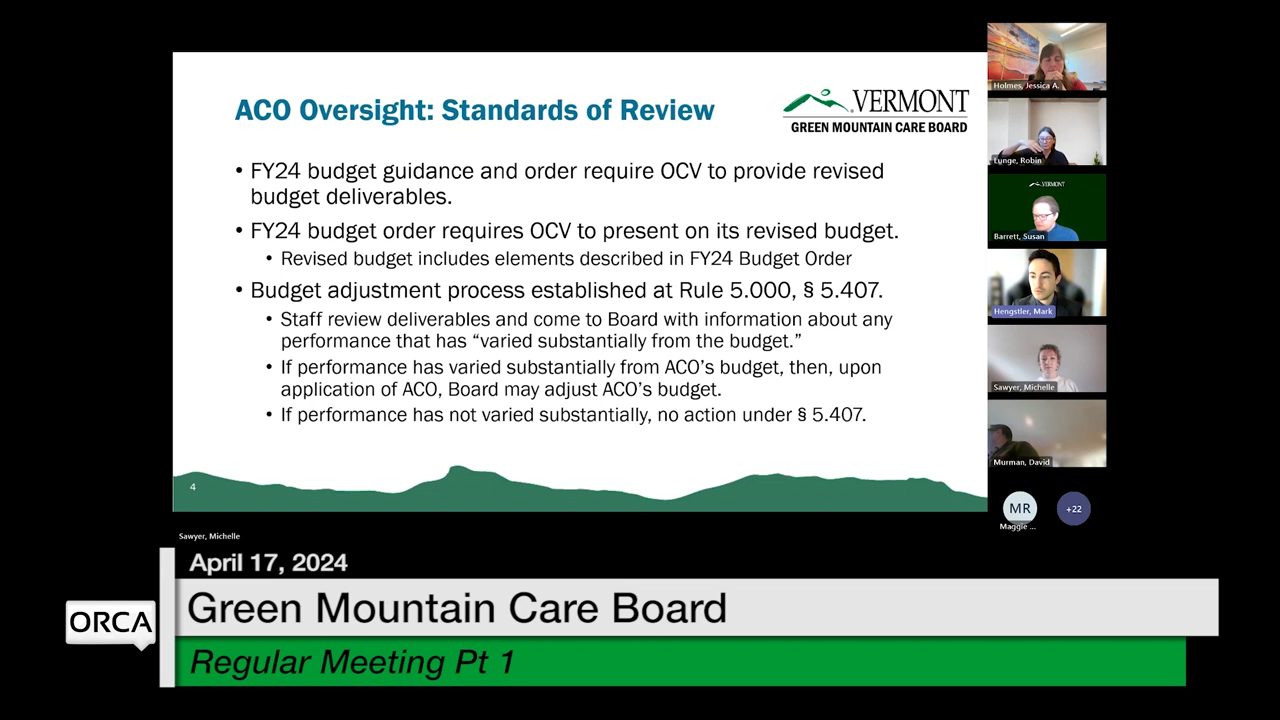 ACO Oversight: Standards of Review
VERMONT
GREEN MOUNTAIN CARE BOARD
• FY24 budget guidance and order require OCV to provide revised
budget deliverables.
• FY24 budget order requires OCV to present on its revised budget.
• Revised budget includes elements described in FY24 Budget Order
• Budget adjustment process established at Rule 5.000, § 5.407.
• Staff review deliverables and come to Board with information about any
performance that has “varied substantially from the budget.”
• If performance has varied substantially from ACO’s budget, then, upon
application of ACO, Board may adjust ACO’s budget.
• If performance has not varied substantially, no action under § 5.407.
4
Holmes, Jessica A.
Lunge, Robin
VERMONT
Barrett, Susan
Hengstler, Mark
Sawyer, Michelle
Murman, David
MR
+22
Maggie ...
Sawyer, Michelle
April 17, 2024
ORCA
Green Mountain Care Board
Regular Meeting Pt 1